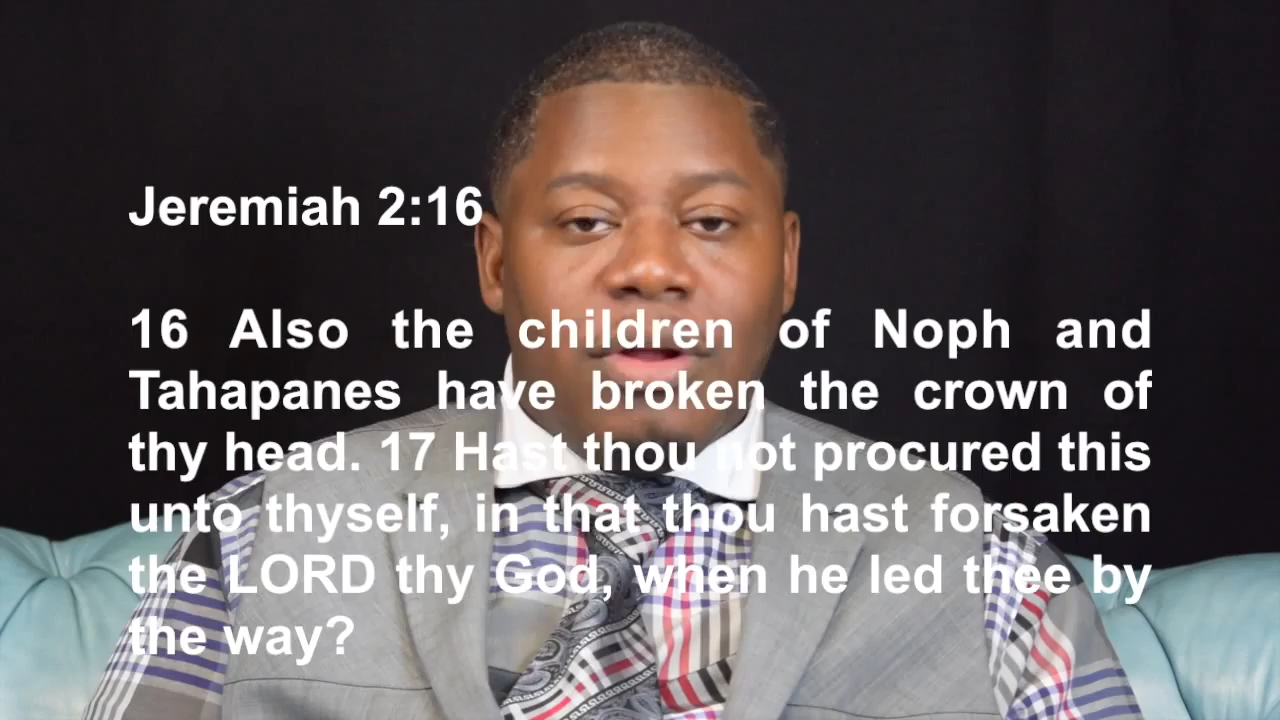 Jeremiah 2:16
16 Also the children of Noph and
Tahapanes have broken the crown of
thy head. 17 Hast thou not procured this
unto thyself, in that thou hast forsaken
the LORD thy God, when he led thee by
the way?